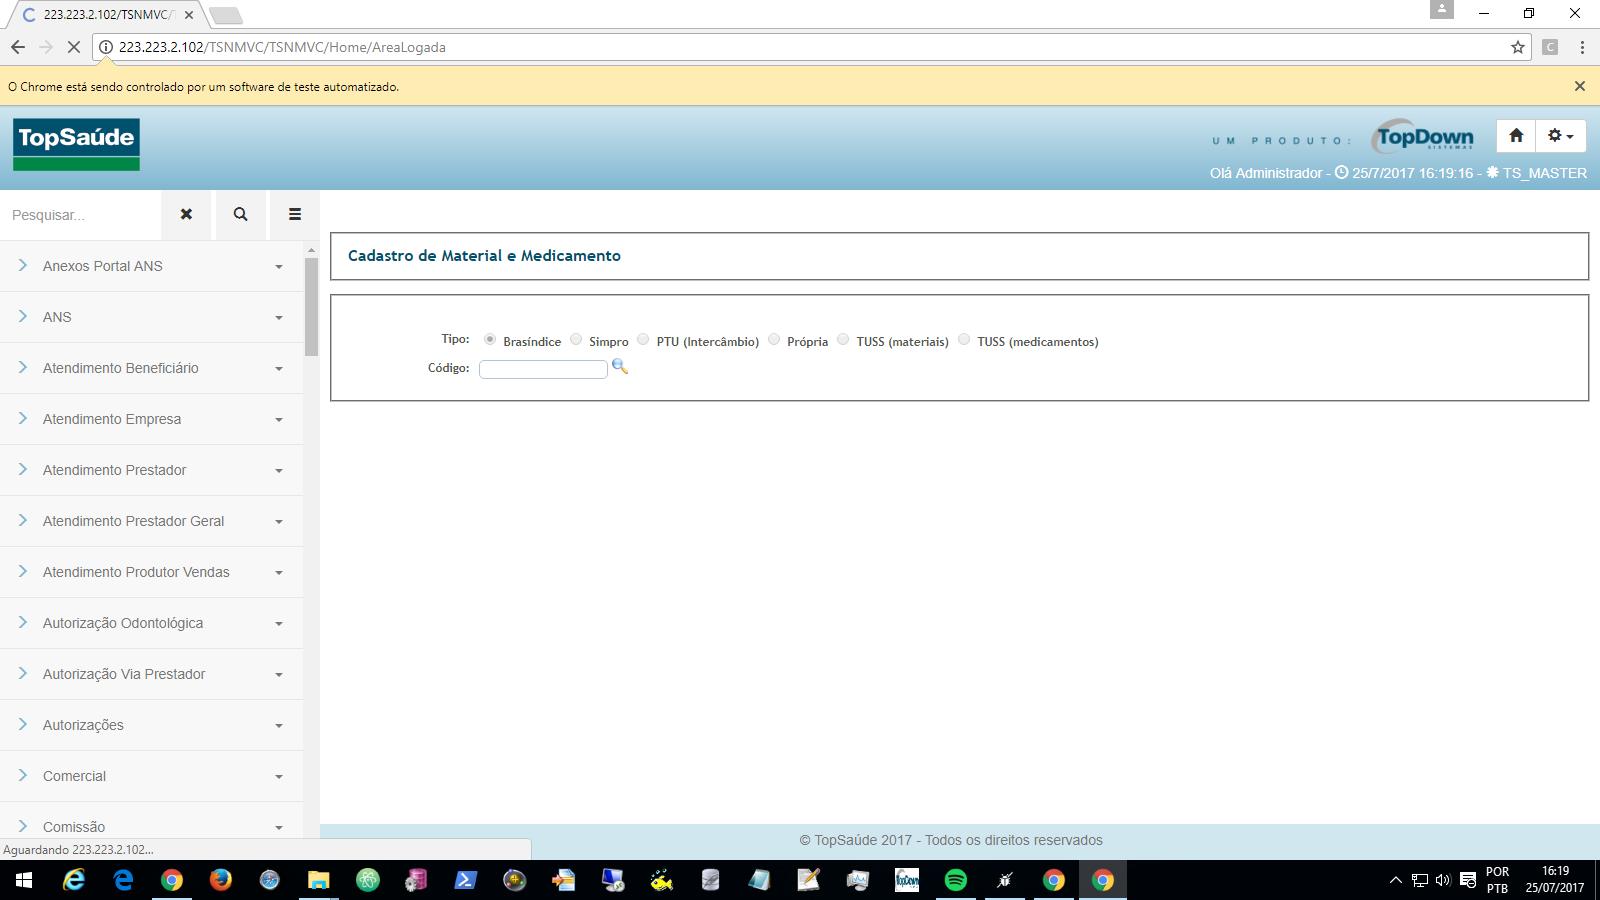 223.223.2.102/TSNMVC/
223.223.2.102/TSNMVC/TSNMVC/Home/AreaLogada
O Chrome está sendo controlado por um software de teste automatizado.
TopSaúde
UM PRODUTO:
TopDown
SISTEMAS
Olá Administrador - 25/7/2017 16:19:16 - TS_MASTER
Pesquisar...
Cadastro de Material e Medicamento
Anexos Portal ANS
ANS
Atendimento Beneficiário
Atendimento Empresa
Atendimento Prestador
Atendimento Prestador Geral
Atendimento Produtor Vendas
Autorização Odontológica
Autorização Via Prestador
Autorizações
Comercial
Comissão
Tipo: Brasíndice Simpro PTU (Intercâmbio) Própria TUSS (materiais) TUSS (medicamentos)
Código:
© TopSaúde 2017 - Todos os direitos reservados
Aguardando 223.223.2.102...
TopDown
POR
PTB
16:19
25/07/2017